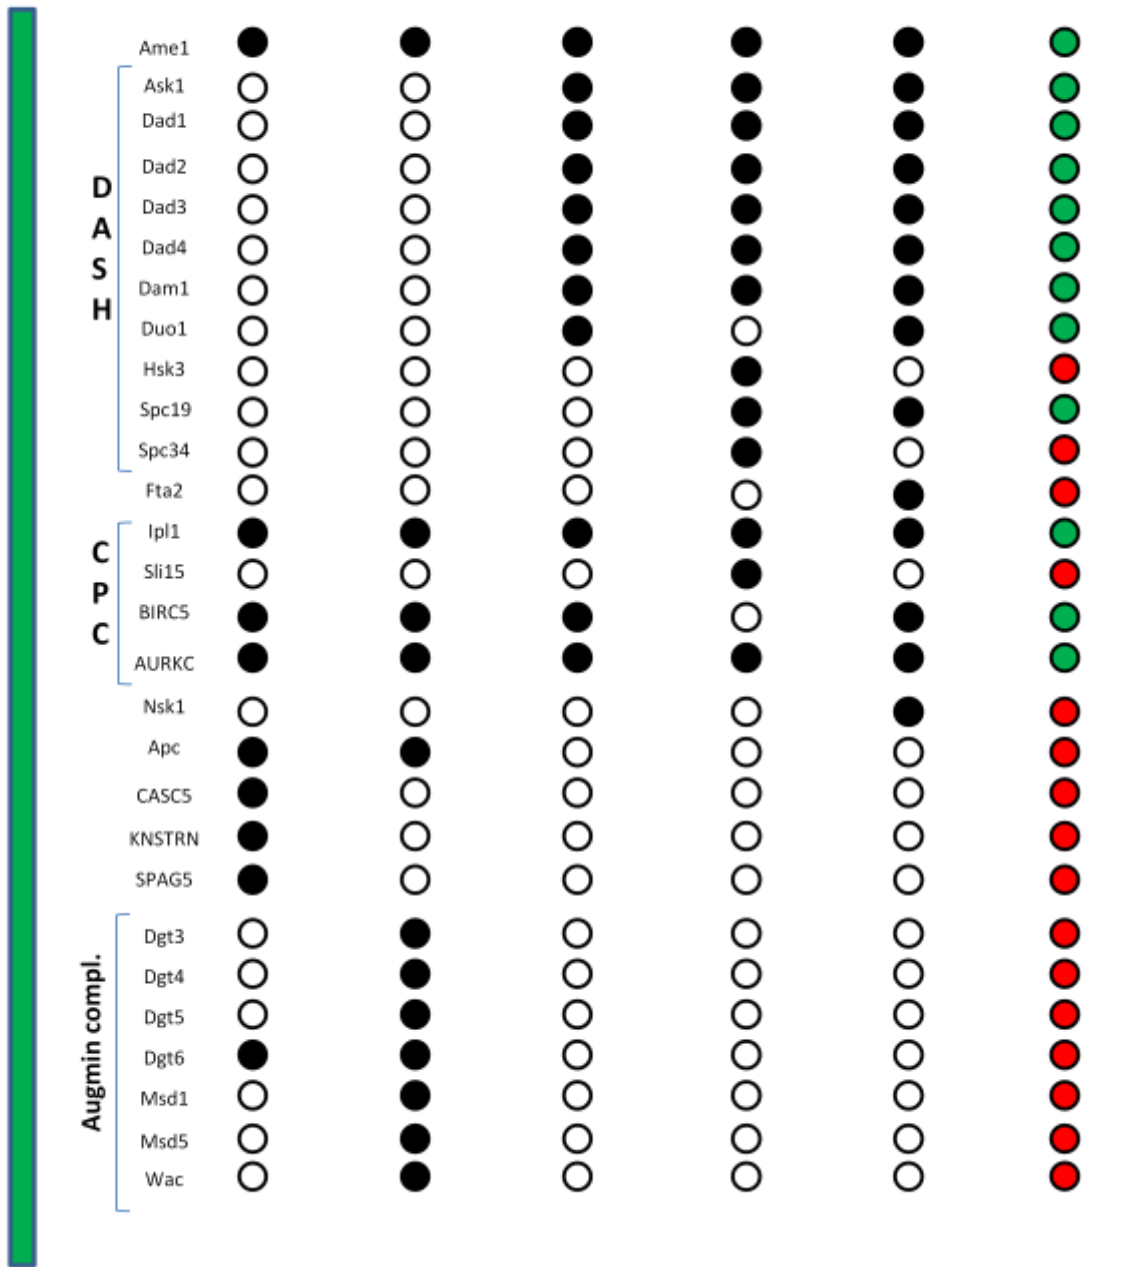 Ame1
DASH
Ask1
Dad1
Dad2
Dad3
Dad4
Dam1
Duo1
Hsk3
Spc19
Spc34
Fta2
CPC
Ipl1
Sli15
BIRC5
AURKC
Nsk1
Apc
CASC5
KNSTRN
SPAG5
Augmin compl.
Dgt3
Dgt4
Dgt5
Dgt6
Msd1
Msd5
Wac